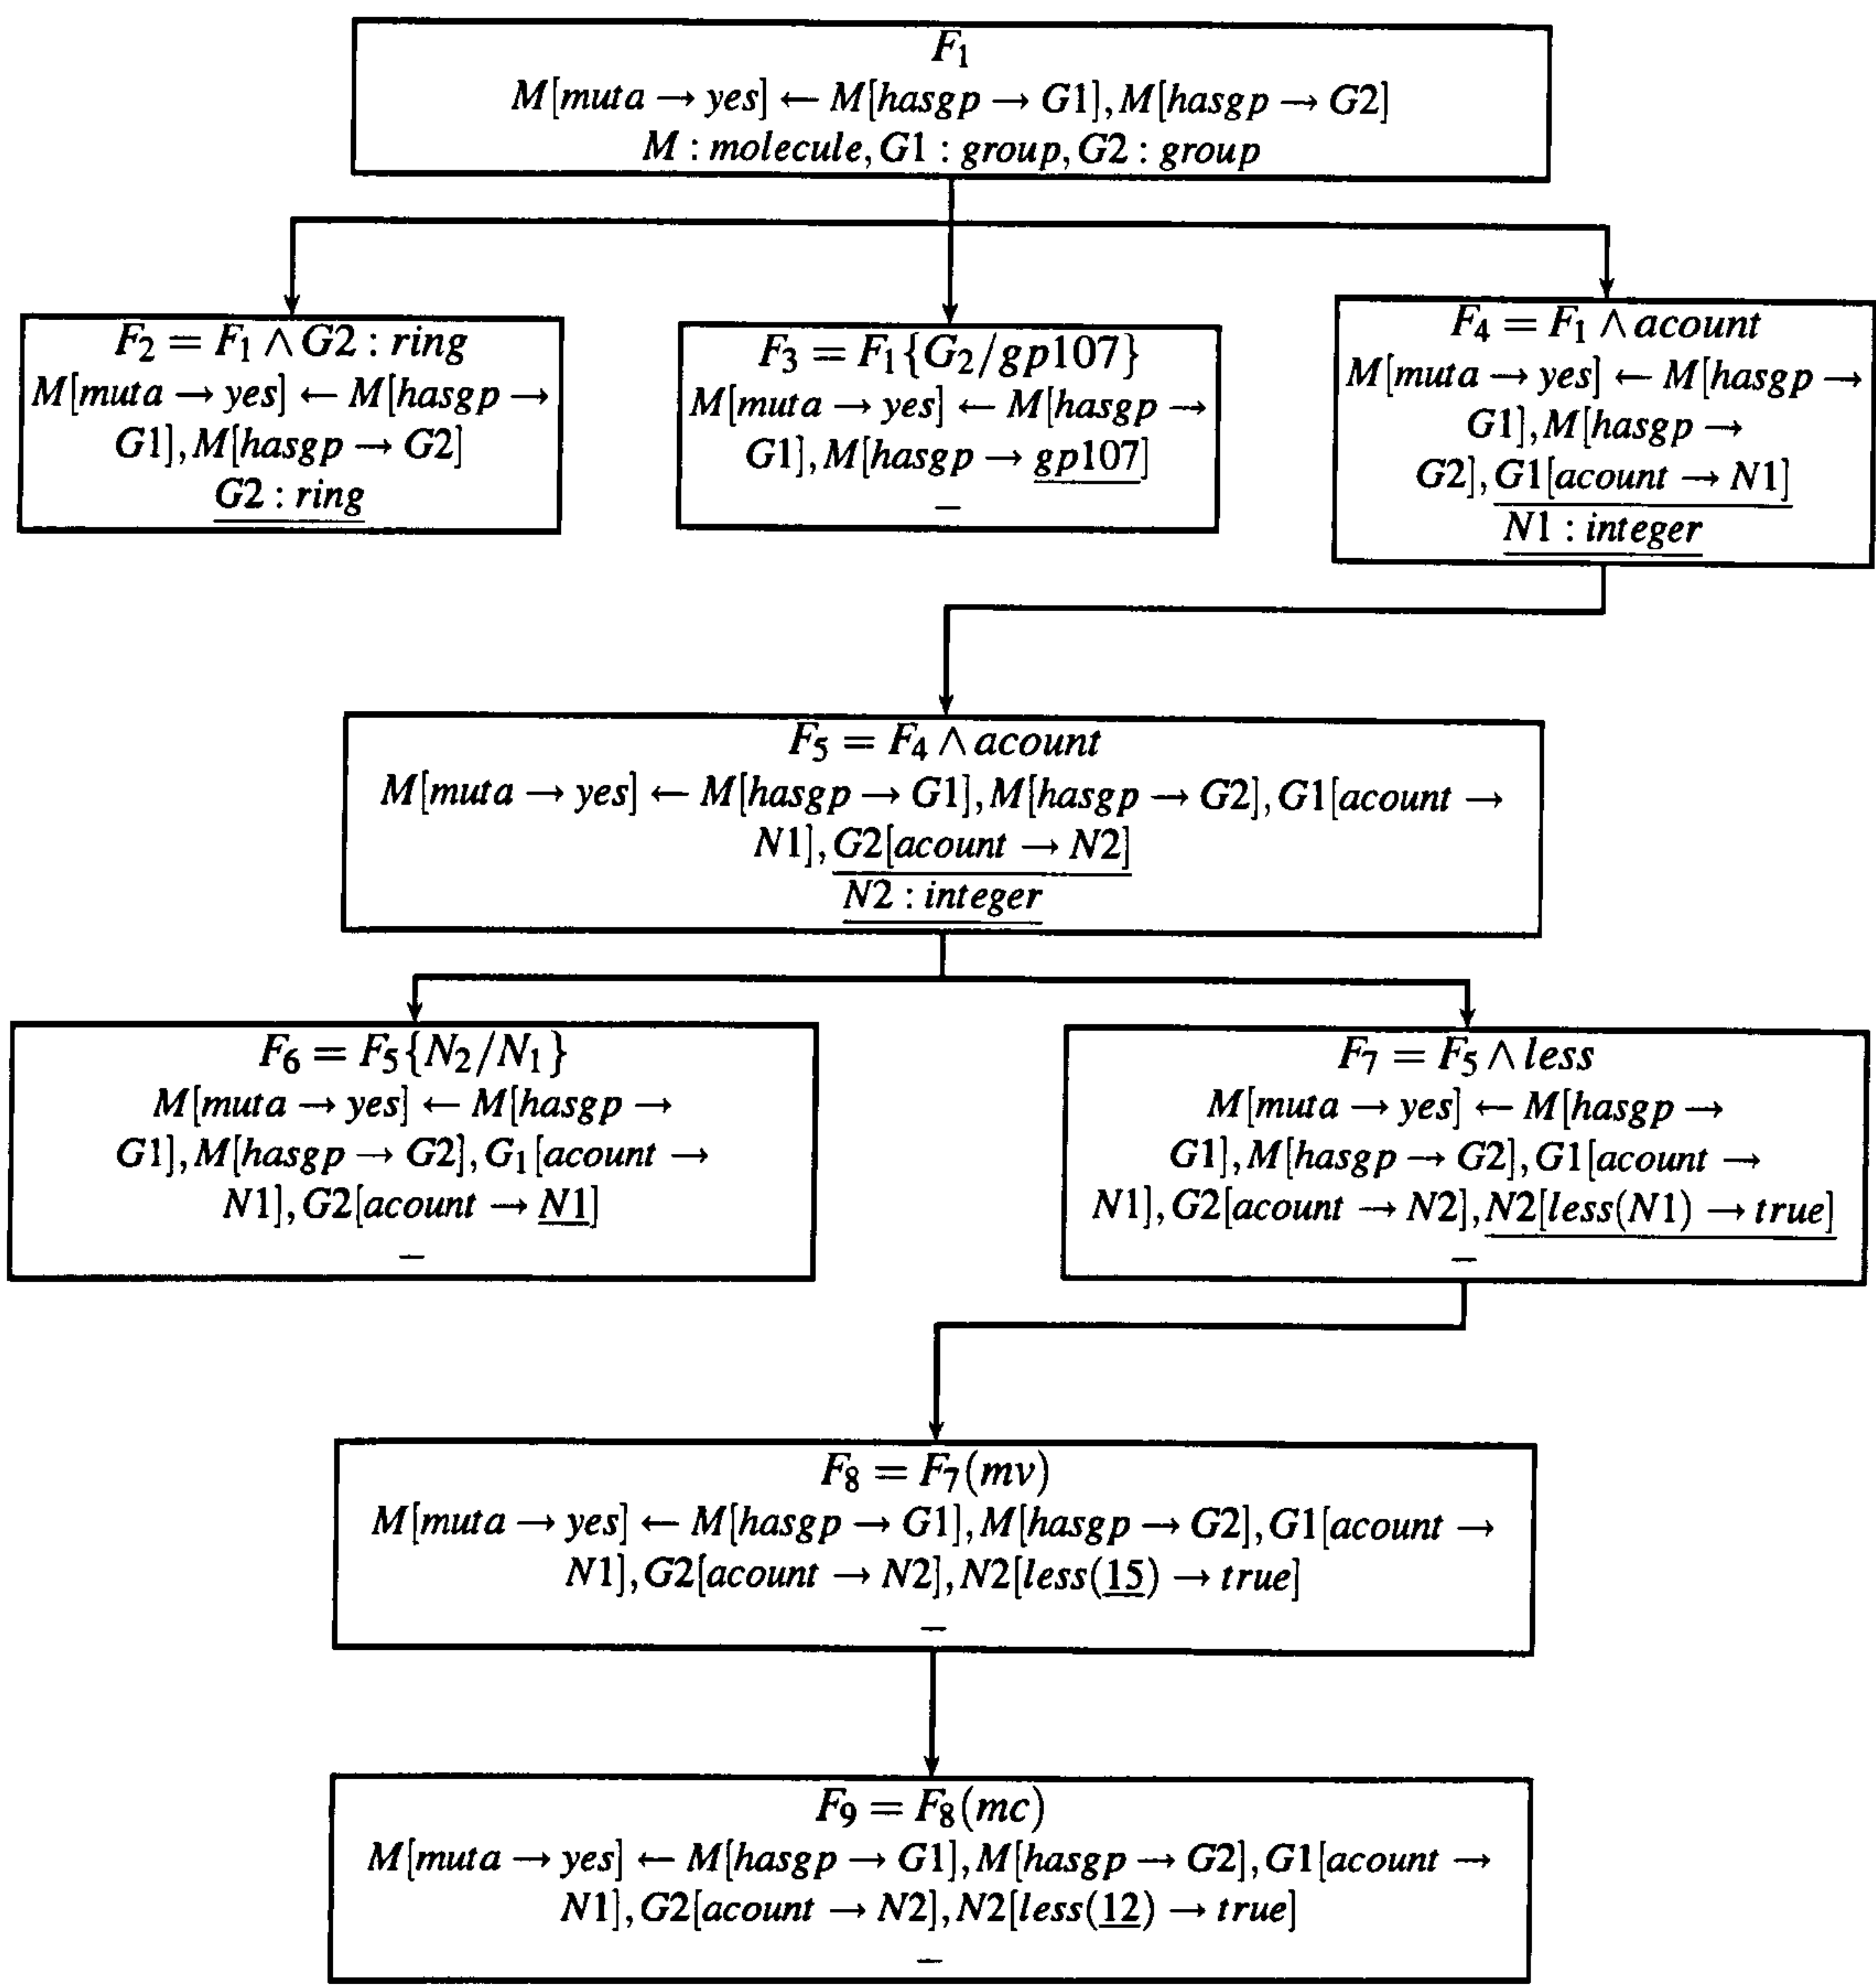 F₁
M[muta → yes] ← M[hasgp → G1], M[hasgp → G2]
M : molecule, G1 : group, G2 : group
F₂ = F₁ ∧ G2 : ring
M[muta → yes] ← M[hasgp →
G1], M[hasgp → G2]
G2 : ring
F₃ = F₁{G₂/gp107}
M[muta → yes] ← M[hasgp →
G1], M[hasgp → gp107]
–
F₄ = F₁ ∧ acount
M[muta → yes] ← M[hasgp →
G1], M[hasgp →
G2], G1[acount → N1]
N1 : integer
F₅ = F₄ ∧ acount
M[muta → yes] ← M[hasgp → G1], M[hasgp → G2], G1[acount →
N1], G2[acount → N2]
N2 : integer
F₆ = F₅{N₂/N₁}
M[muta → yes] ← M[hasgp →
G1], M[hasgp → G2], G₁[acount →
N1], G2[acount → N1]
–
F₇ = F₅ ∧ less
M[muta → yes] ← M[hasgp →
G1], M[hasgp → G2], G1[acount →
N1], G2[acount → N2], N2[less(N1) → true]
–
F₈ = F₇(mv)
M[muta → yes] ← M[hasgp → G1], M[hasgp → G2], G1[acount →
N1], G2[acount → N2], N2[less(15) → true]
–
F₉ = F₈(mc)
M[muta → yes] ← M[hasgp → G1], M[hasgp → G2], G1[acount →
N1], G2[acount → N2], N2[less(12) → true]
–